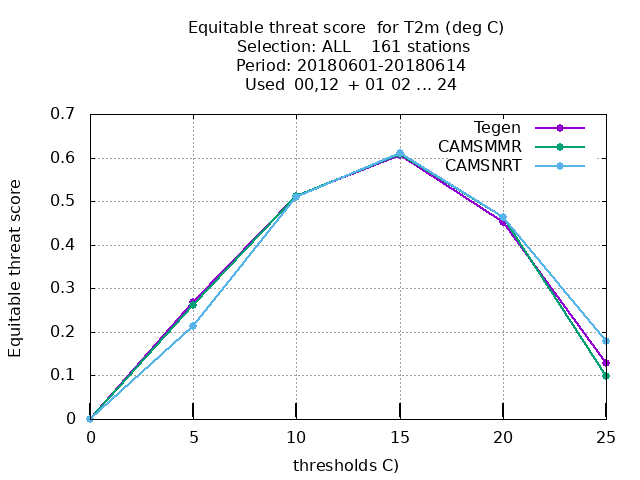 Equitable threat score  for T2m (deg C)
Selection: ALL    161 stations
Period: 20180601-20180614
Used  00,12  + 01 02 ... 24
Tegen
CAMSMMR
CAMSNRT
Equitable threat score
0.7
0.6
0.5
0.4
0.3
0.2
0.1
0
0 5 10 15 20 25
thresholds C)